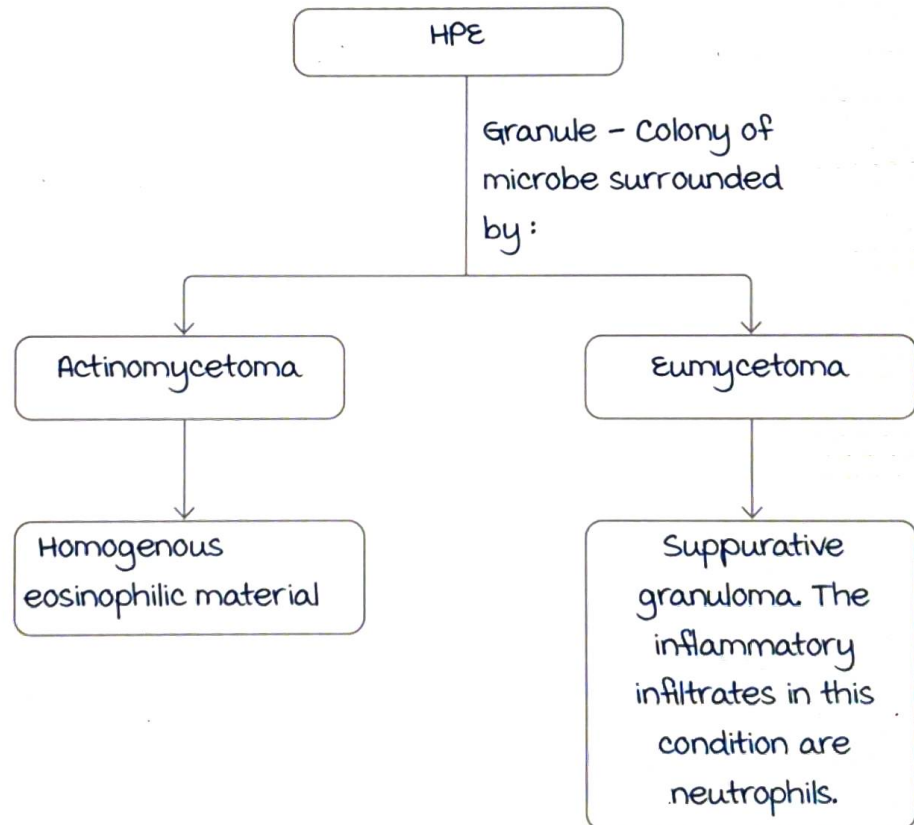 HPE
Granule - Colony of
microbe surrounded
by:
Actinomycetoma
Eumycetoma
Homogenous
eosinophilic material
Suppurative
granuloma. The
inflammatory
infiltrates in this
condition are
neutrophils.